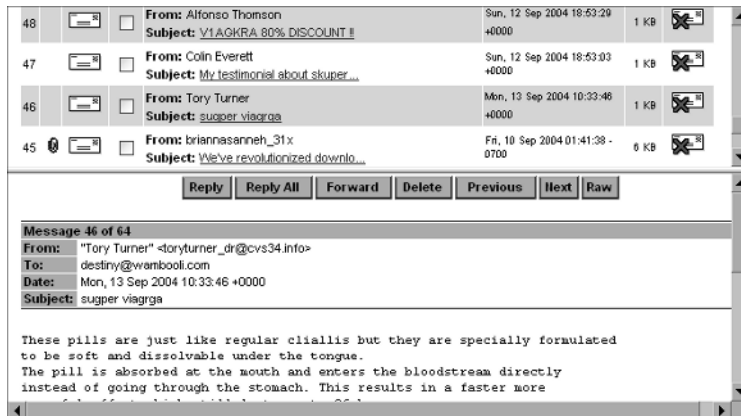 48 From: Alfonso Thomson Sun, 12 Sep 2004 18:53:29 +0000 1 KB
Subject: V1AGKRA 80% DISCOUNT !!
47 From: Colin Everett Sun, 12 Sep 2004 18:53:03 +0000 1 KB
Subject: My testimonial about skuper...
46 From: Tory Turner Mon, 13 Sep 2004 10:33:46 +0000 1 KB
Subject: sugper viagrga
45 From: briannasanneh_31x Fri, 10 Sep 2004 01:41:38 -0700 6 KB
Subject: We've revolutionized downlo...
Reply Reply All Forward Delete Previous Next Raw
Message 46 of 64
From: "Tory Turner" <toryturner_dr@cvs34.info>
To: destiny@wambooli.com
Date: Mon, 13 Sep 2004 10:33:46 +0000
Subject: sugper viagrga
These pills are just like regular cliallis but they are specially formulated
to be soft and dissolvable under the tongue.
The pill is absorbed at the mouth and enters the bloodstream directly
instead of going through the stomach. This results in a faster more